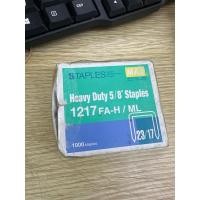 STAPLES
MAX
Heavy Duty 5/8" Staples
1217 FA-H / ML
23/17
1000 staples